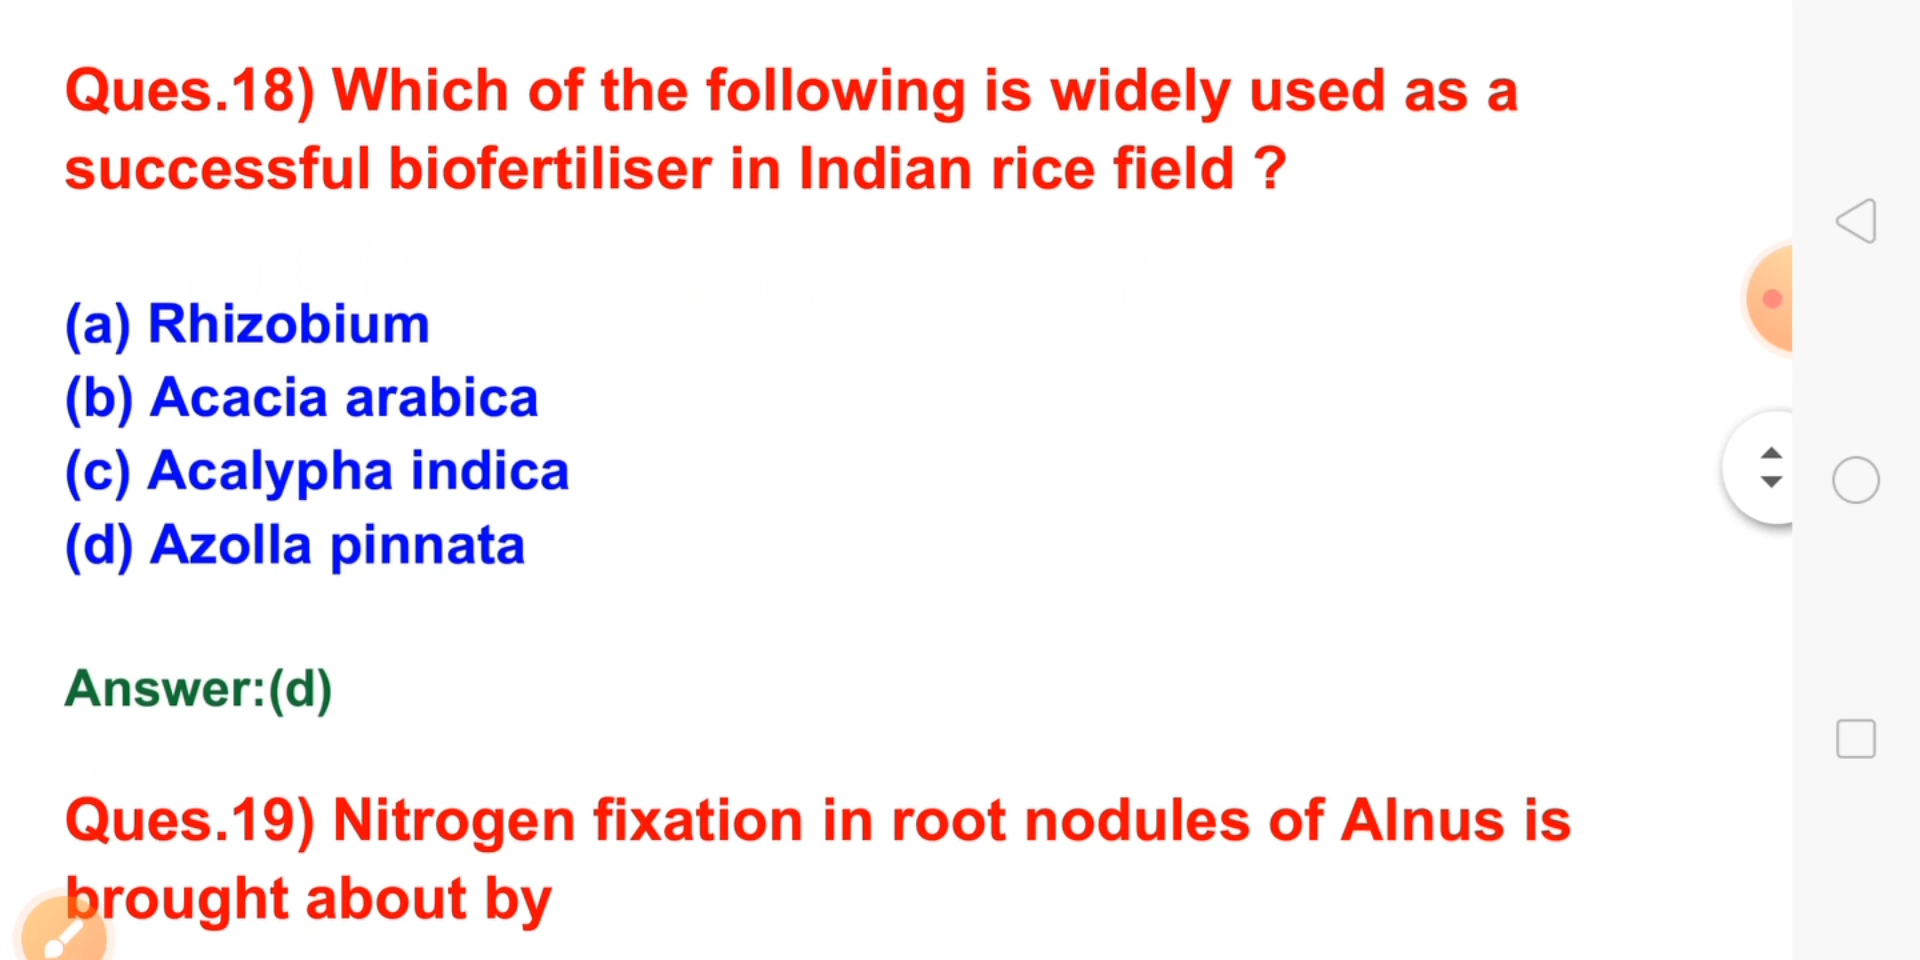 Ques.18) Which of the following is widely used as a
successful biofertiliser in Indian rice field ?
(a) Rhizobium
(b) Acacia arabica
(c) Acalypha indica
(d) Azolla pinnata
Answer:(d)
Ques.19) Nitrogen fixation in root nodules of Alnus is
brought about by